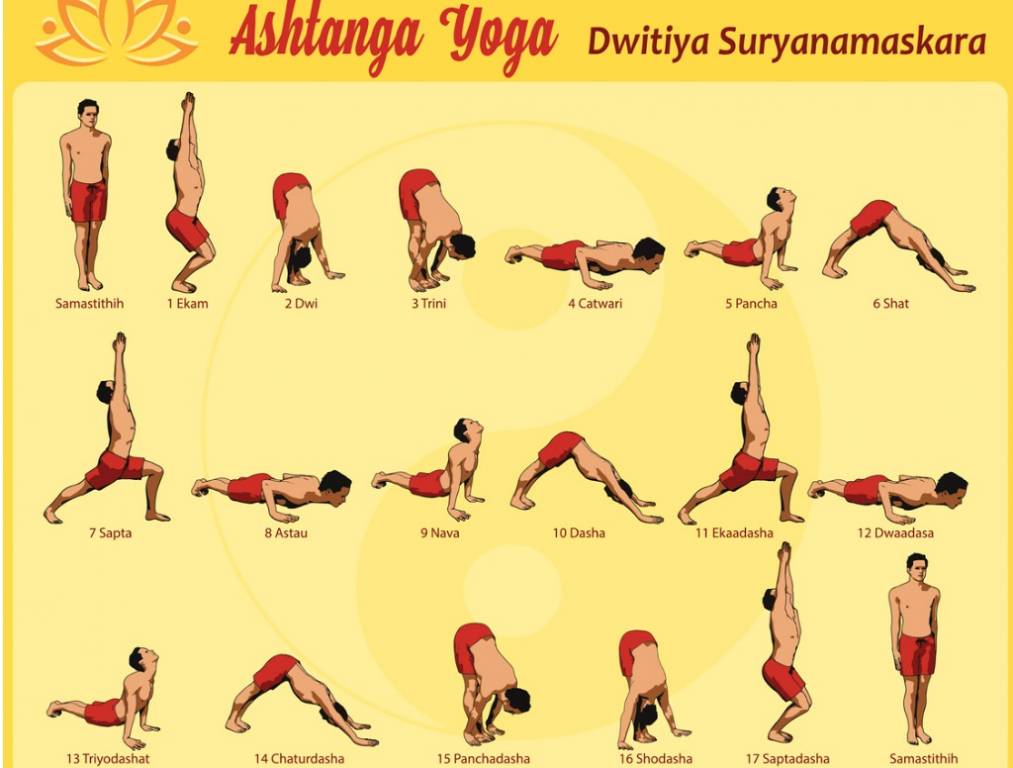 Ashtanga Yoga Dwitiya Suryanamaskara
Samastithih 1 Ekam 2 Dwi 3 Trini 4 Catwari 5 Pancha 6 Shat
7 Sapta 8 Astau 9 Nava 10 Dasha 11 Ekaadasha 12 Dwaadasa
13 Triyodashat 14 Chaturdasha 15 Panchadasha 16 Shodasha 17 Saptadasha Samastithih